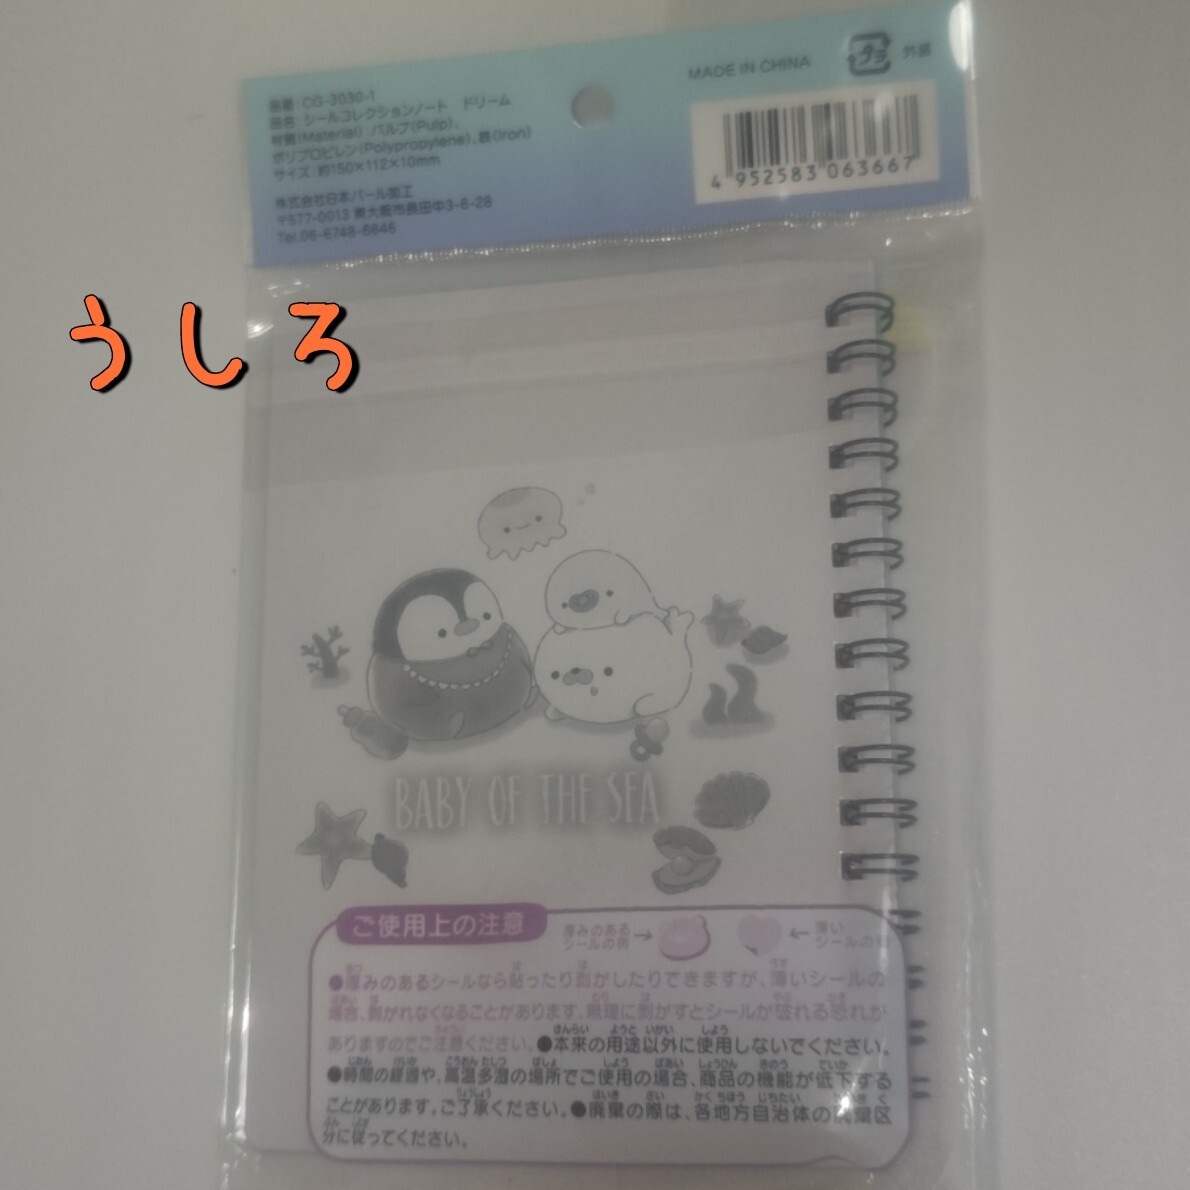 品番：CG-3030-1
品名：シールコレクションノート　ドリーム
材質(Material)：パルプ(Pulp)、
ポリプロピレン(Polypropylene)、鉄(Iron)
サイズ：約150×112×10mm
株式会社日本パール加工
〒577-0013 東大阪市長田中3-6-28
Tel.06-6748-6646
MADE IN CHINA
プラ
外装
4 952583 063667
うしろ
BABY OF THE SEA
ご使用上の注意
厚みのある
シールの例→
←薄い
シールの例
●厚みのあるシールなら貼ったり剥がしたりできますが、薄いシールの
場合、剥がれなくなることがあります。無理に剥がすとシールが破れる恐れが
ありますのでご注意ください。●本来の用途以外に使用しないでください。
●時間の経過や、高温多湿の場所でご使用の場合、商品の機能が低下する
ことがあります。ご了承ください。●廃棄の際は、各地方自治体の廃棄区
分に従ってください。